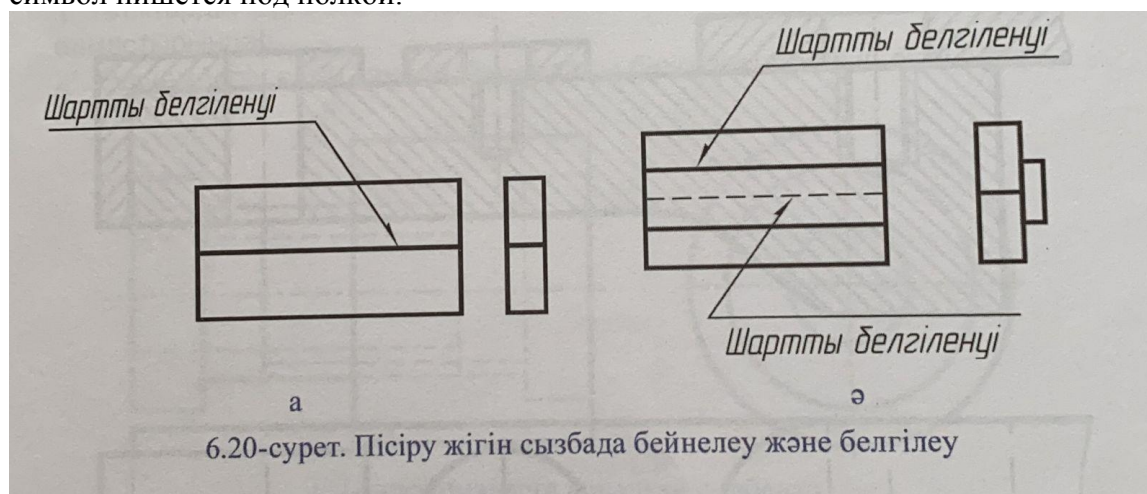 символ пишется под полкой.
Шартты белгіленуі
Шартты белгіленуі
Шартты белгіленуі
а
ә
6.20-сурет. Пісіру жігін сызбада бейнелеу және белгілеу